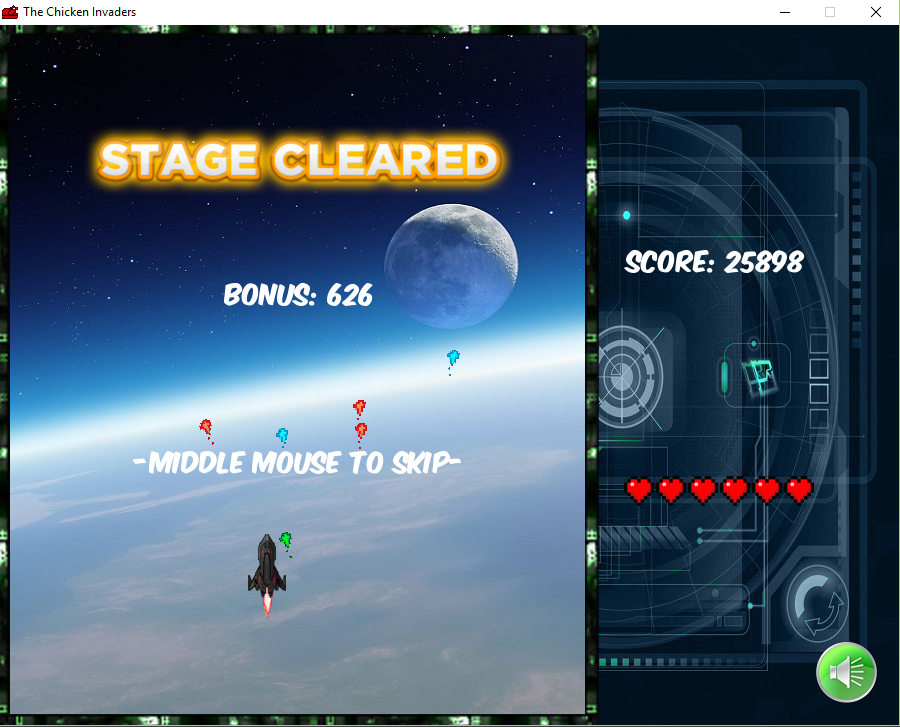 The Chicken Invaders
STAGE CLEARED
BONUS: 626
SCORE: 25898
-MIDDLE MOUSE TO SKIP-